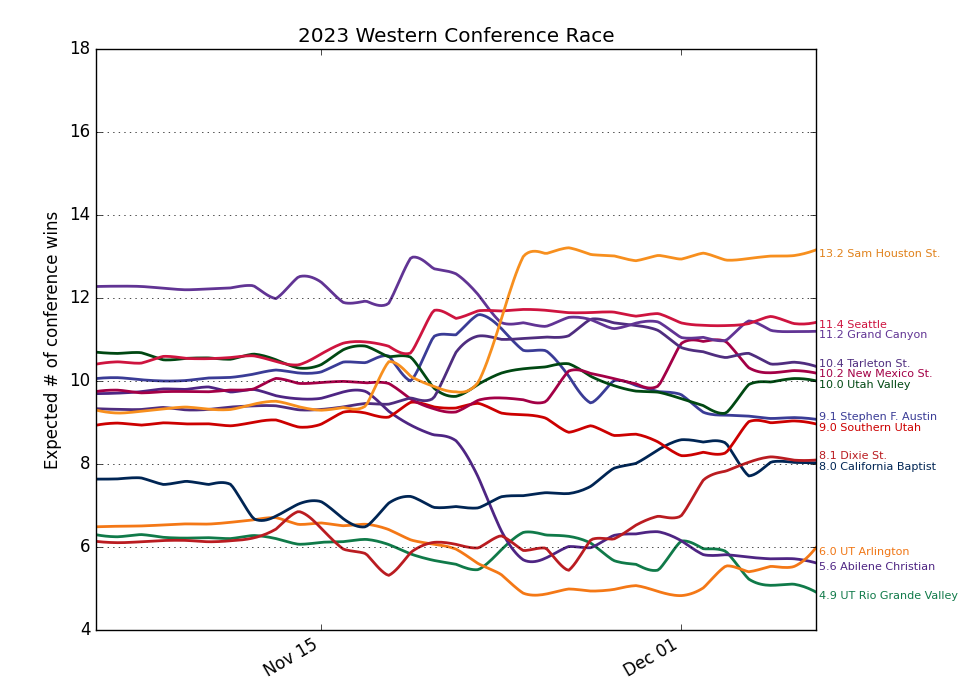 2023 Western Conference Race
Expected # of conference wins
18
16
14
12
10
8
6
4
Nov 15
Dec 01
13.2 Sam Houston St.
11.4 Seattle
11.2 Grand Canyon
10.4 Tarleton St.
10.2 New Mexico St.
10.0 Utah Valley
9.1 Stephen F. Austin
9.0 Southern Utah
8.1 Dixie St.
8.0 California Baptist
6.0 UT Arlington
5.6 Abilene Christian
4.9 UT Rio Grande Valley